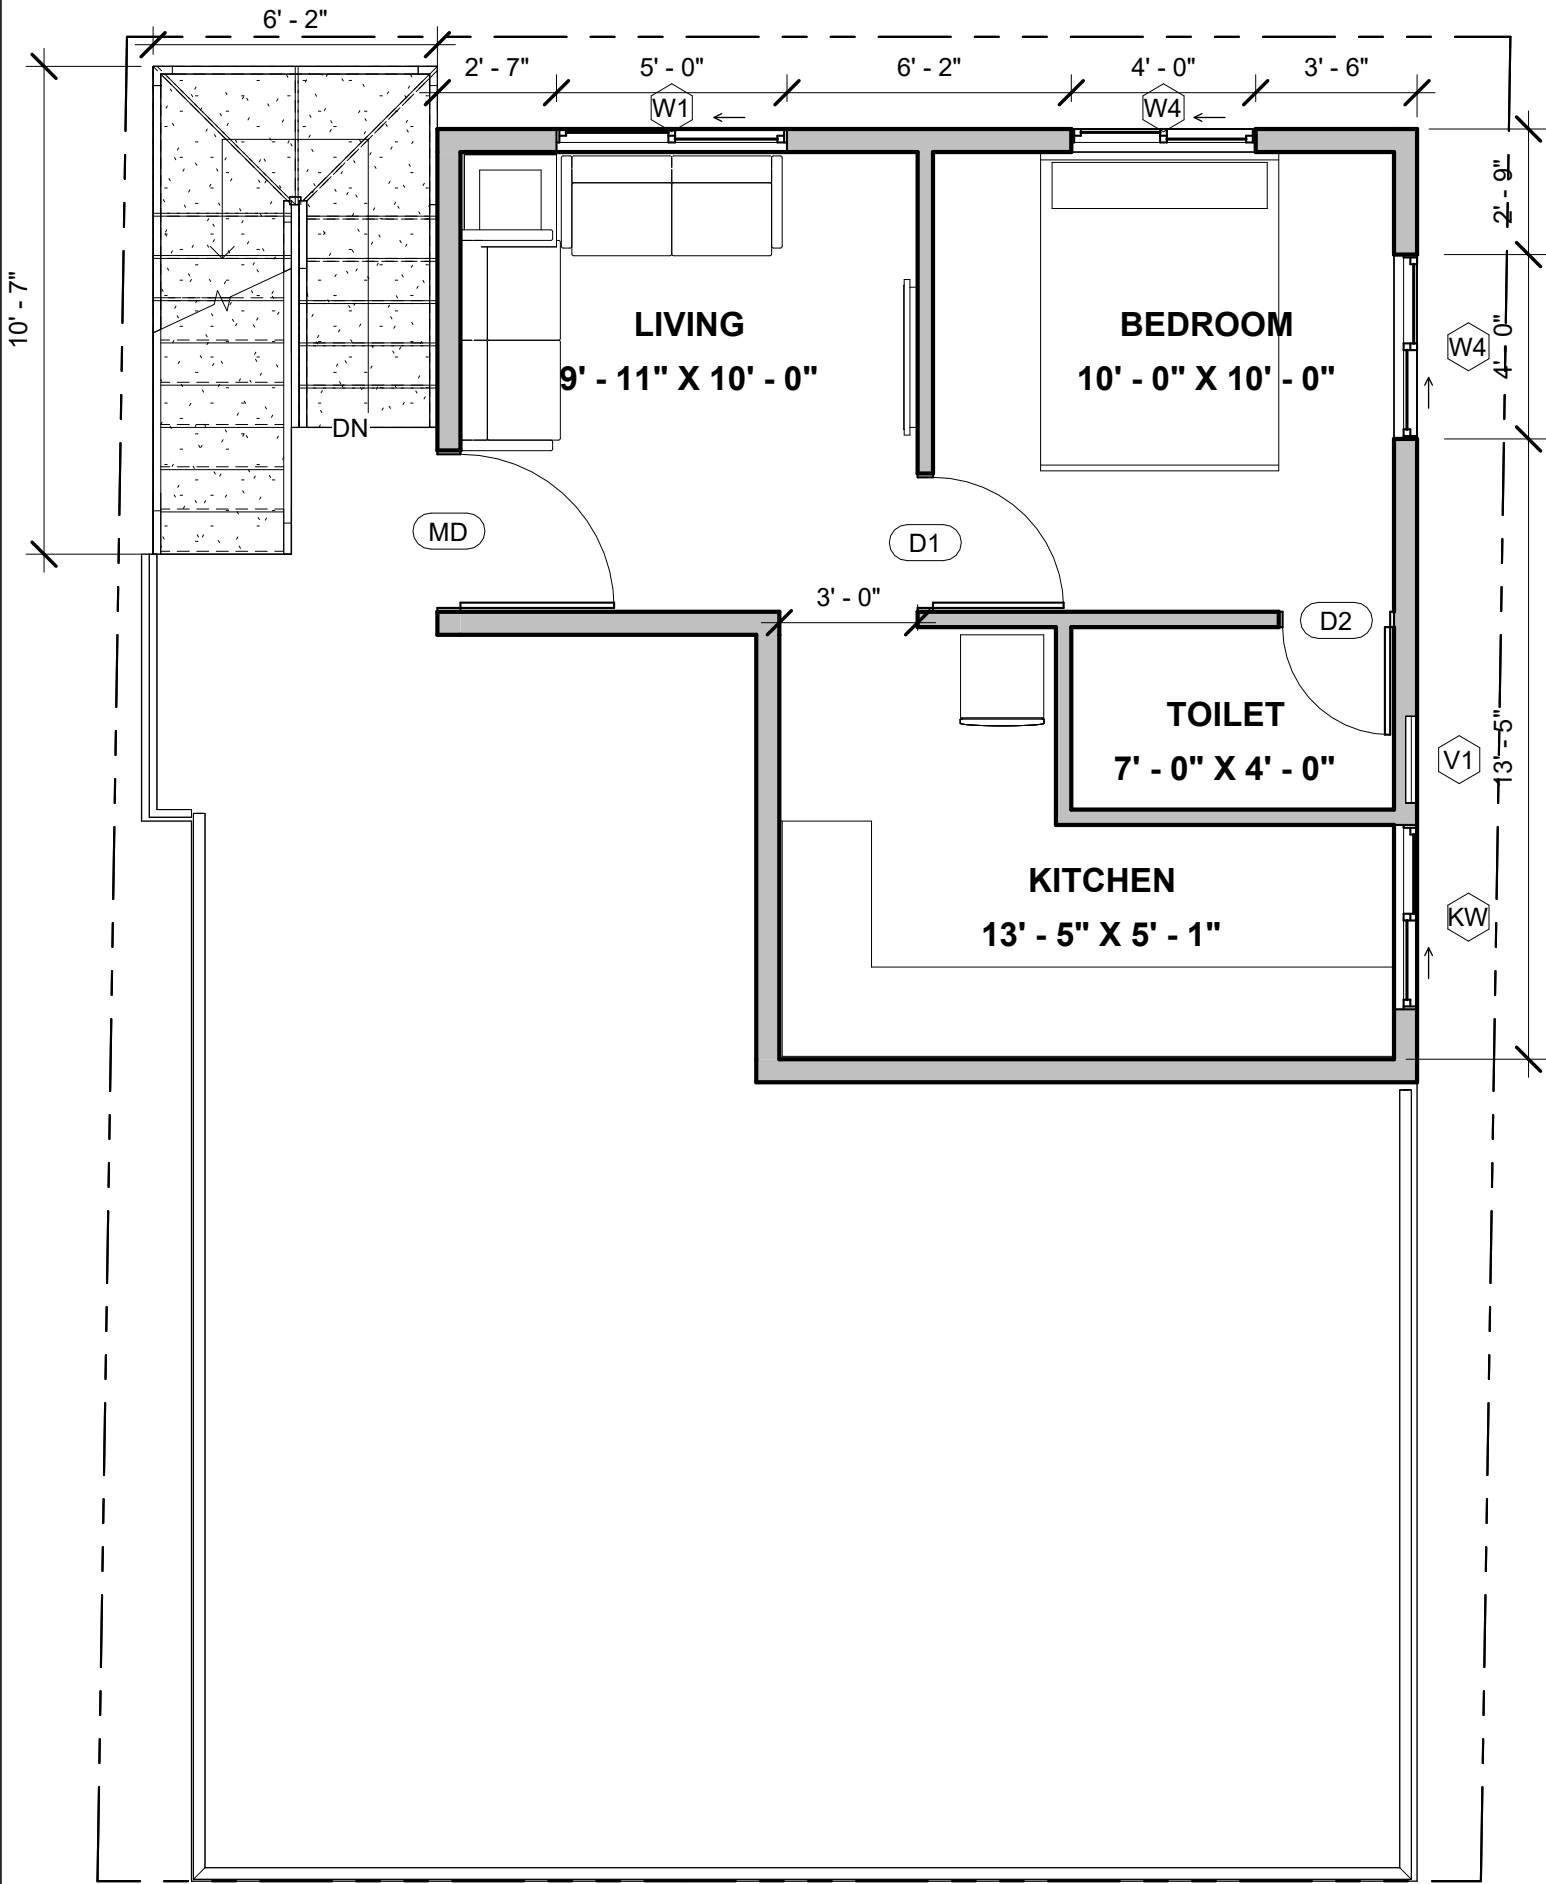 6' - 2"
2' - 7"
5' - 0"
6' - 2"
4' - 0"
3' - 6"
W1
W4
2' - 9"
10' - 7"
LIVING
9' - 11" X 10' - 0"
BEDROOM
10' - 0" X 10' - 0"
W4
4' - 0"
DN
MD
D1
3' - 0"
D2
TOILET
7' - 0" X 4' - 0"
V1
13' - 5"
KITCHEN
13' - 5" X 5' - 1"
KW